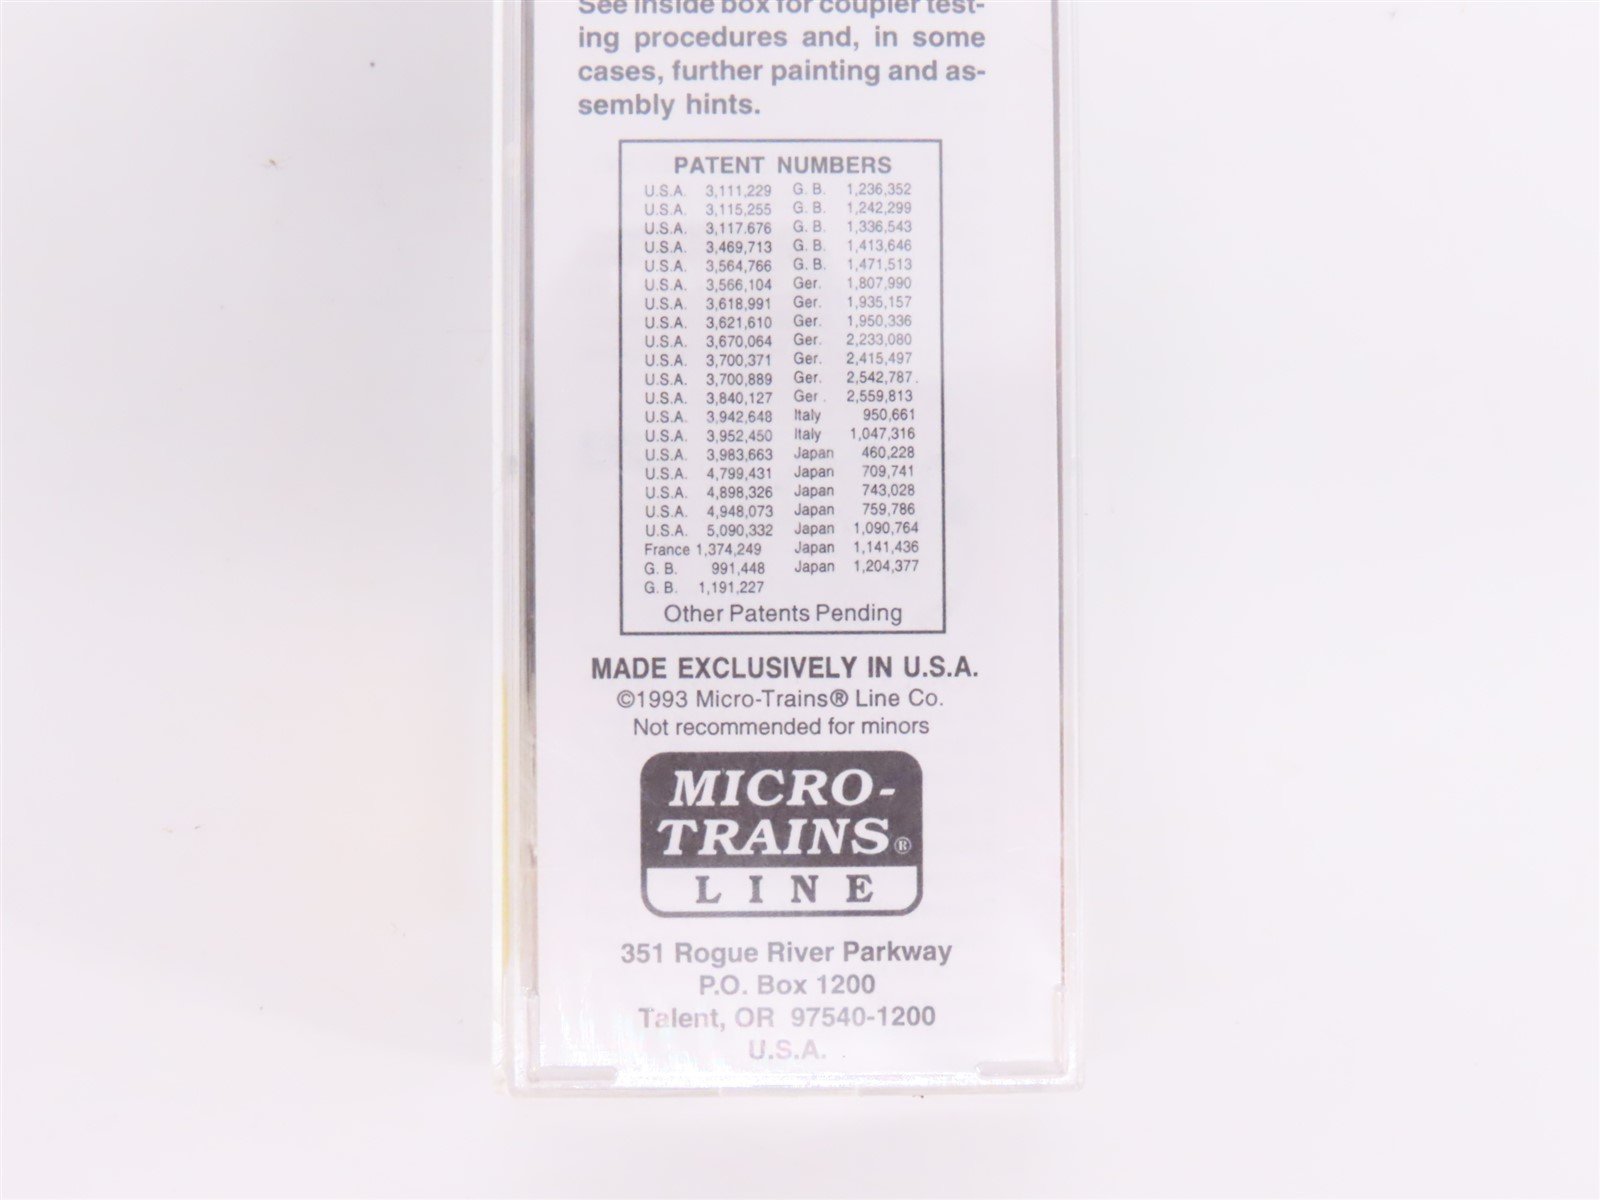 See inside box for coupler test-
ing procedures and, in some
cases, further painting and as-
sembly hints.
PATENT NUMBERS
U.S.A. 3,111,229 G. B. 1,236,352
U.S.A. 3,115,255 G. B. 1,242,299
U.S.A. 3,117,676 G. B. 1,336,543
U.S.A. 3,469,713 G. B. 1,413,646
U.S.A. 3,564,766 G. B. 1,471,513
U.S.A. 3,566,104 Ger. 1,807,990
U.S.A. 3,618,991 Ger. 1,935,157
U.S.A. 3,621,610 Ger. 1,950,336
U.S.A. 3,670,064 Ger. 2,233,080
U.S.A. 3,700,371 Ger. 2,415,497
U.S.A. 3,700,889 Ger. 2,542,787.
U.S.A. 3,840,127 Ger. 2,559,813
U.S.A. 3,942,648 Italy 950,661
U.S.A. 3,952,450 Italy 1,047,316
U.S.A. 3,983,663 Japan 460,228
U.S.A. 4,799,431 Japan 709,741
U.S.A. 4,898,326 Japan 743,028
U.S.A. 4,948,073 Japan 759,786
U.S.A. 5,090,332 Japan 1,090,764
France 1,374,249 Japan 1,141,436
G. B. 991,448 Japan 1,204,377
G. B. 1,191,227
Other Patents Pending
MADE EXCLUSIVELY IN U.S.A.
©1993 Micro-Trains® Line Co.
Not recommended for minors
MICRO-
TRAINS®
LINE
351 Rogue River Parkway
P.O. Box 1200
Talent, OR 97540-1200
U.S.A.